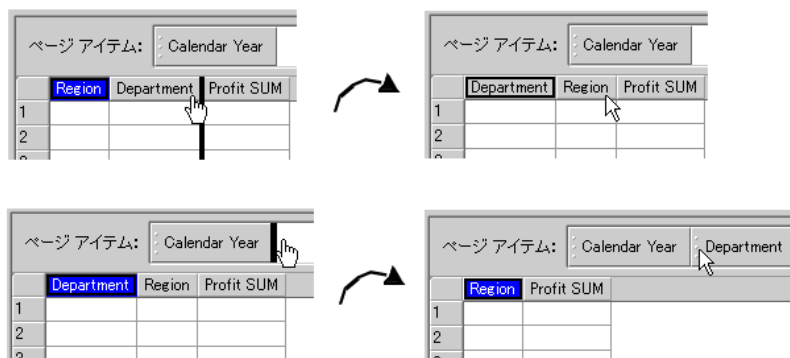 ページ アイテム: Calendar Year
Region Department Profit SUM
1
2
ページ アイテム: Calendar Year
Department Region Profit SUM
1
2
ページ アイテム: Calendar Year
Department Region Profit SUM
1
2
ページ アイテム: Calendar Year Department
Region Profit SUM
1
2